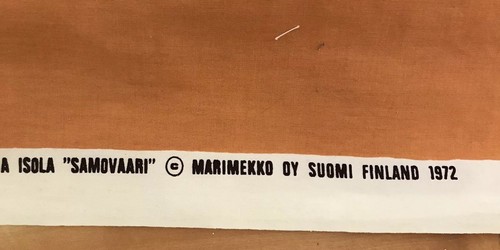 A ISOLA "SAMOVAARI" © MARIMEKKO OY SUOMI FINLAND 1972